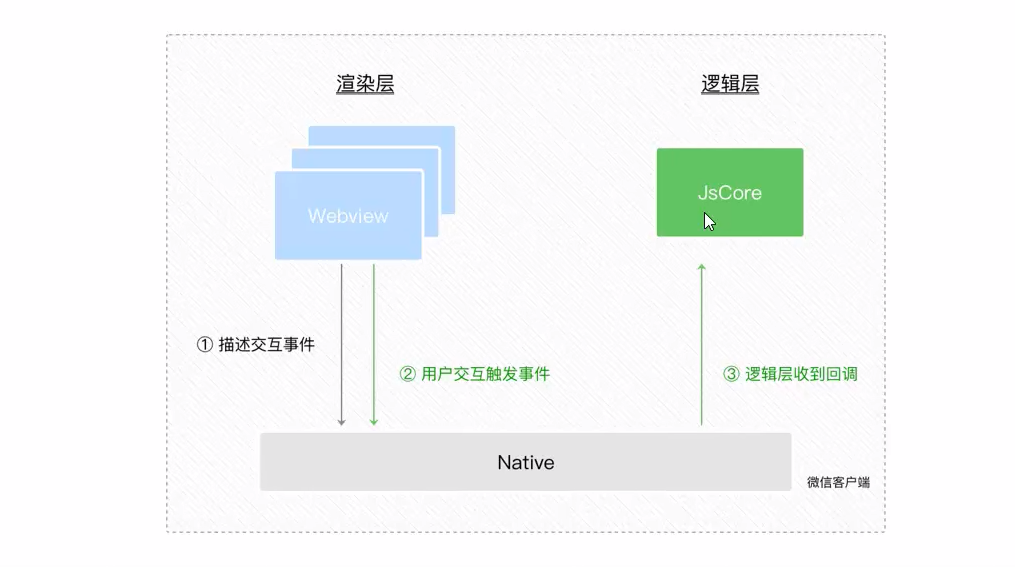 渲染层
逻辑层
Webview
JsCore
① 描述交互事件
② 用户交互触发事件
③ 逻辑层收到回调
Native
微信客户端